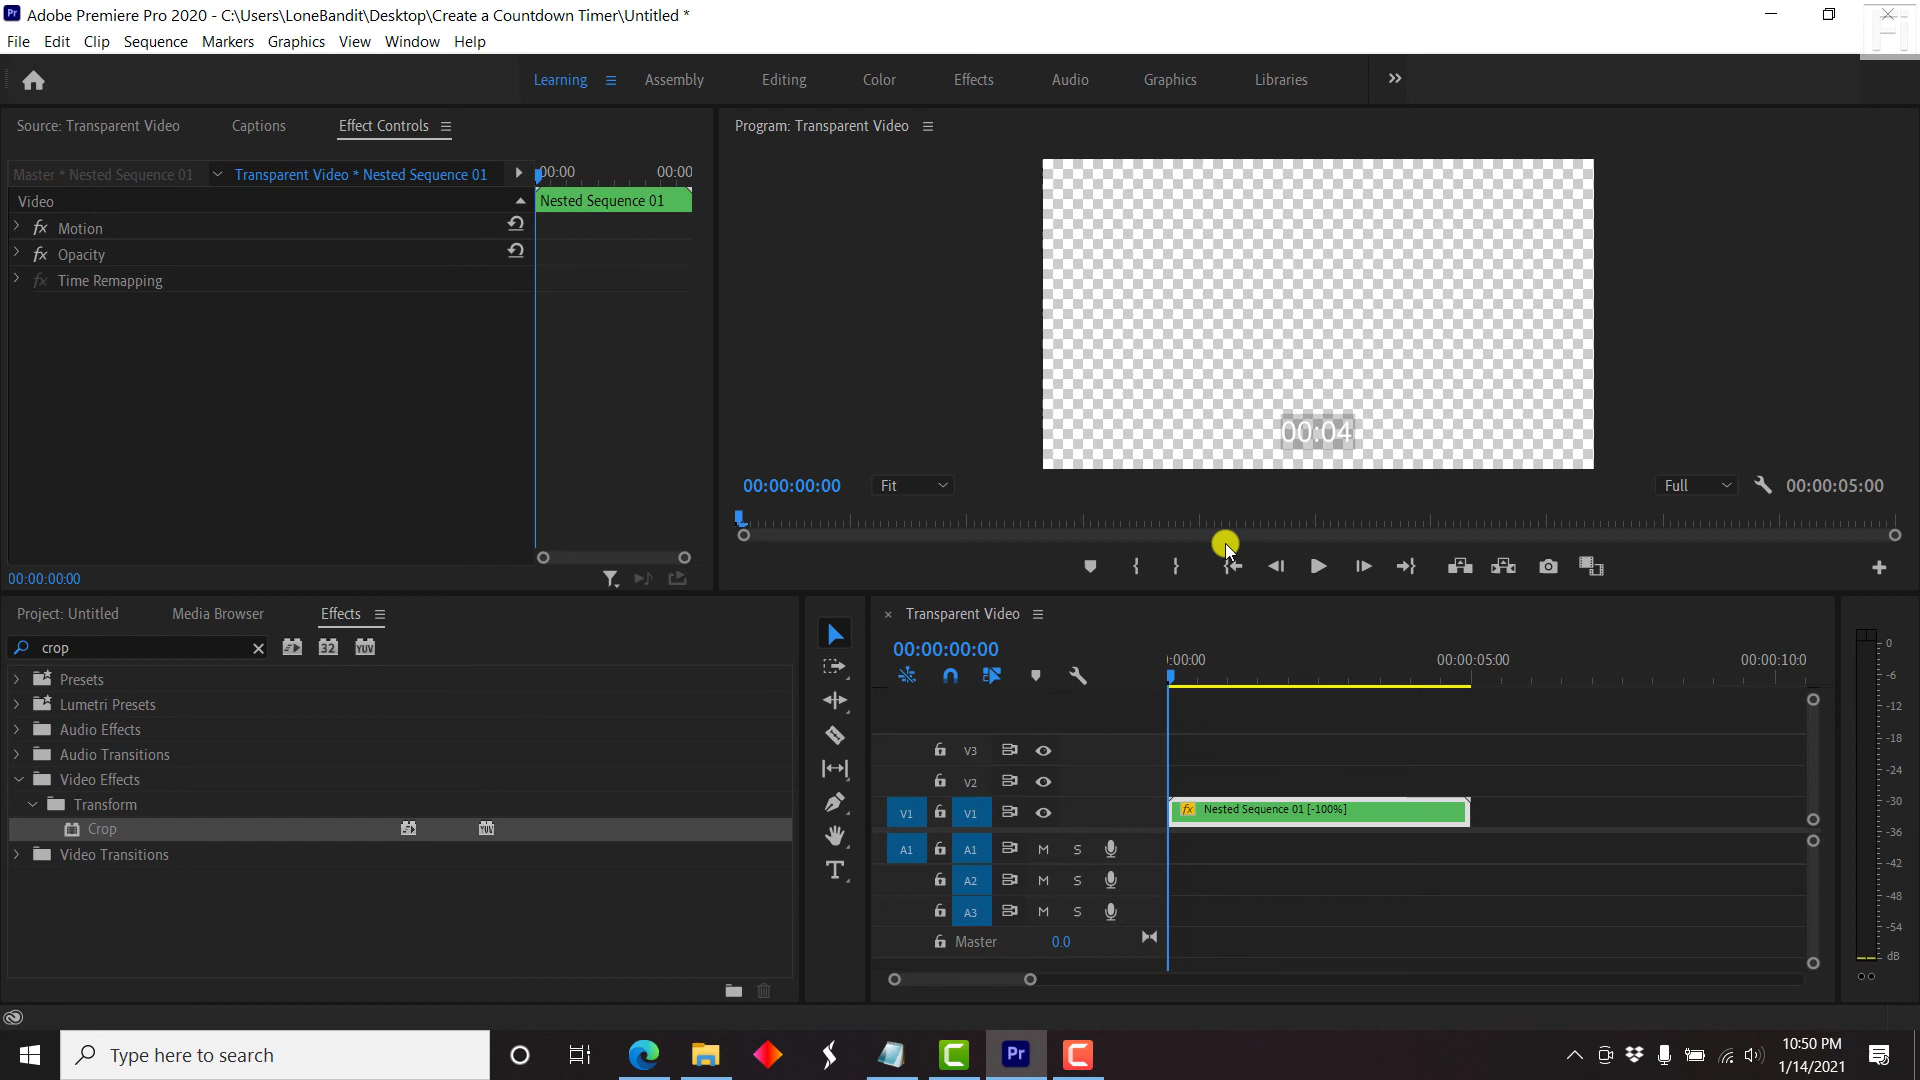 Adobe Premiere Pro 2020 - C:\Users\LoneBandit\Desktop\Create a Countdown Timer\Untitled *
File Edit Clip Sequence Markers Graphics View Window Help
Learning Assembly Editing Color Effects Audio Graphics Libraries
Source: Transparent Video Captions Effect Controls
Program: Transparent Video
Master * Nested Sequence 01 Transparent Video * Nested Sequence 01 :00:00 00:00
Video Nested Sequence 01
fx Motion
fx Opacity
fx Time Remapping
00:04
00:00:00:00 Fit Full 00:00:05:00
00:00:00:00
Project: Untitled Media Browser Effects
crop 32 YUV
Presets
Lumetri Presets
Audio Effects
Audio Transitions
Video Effects
Transform
Crop
Video Transitions
Transparent Video
00:00:00:00
:00:00 00:00:05:00 00:00:10:0
V3
V2
V1 V1 fx Nested Sequence 01 [-100%]
A1 A1 M S
A2 M S
A3 M S
Master 0.0
0
-6
-12
-18
-24
-30
-36
-42
-48
-54
dB
Type here to search
Pr
10:50 PM
1/14/2021